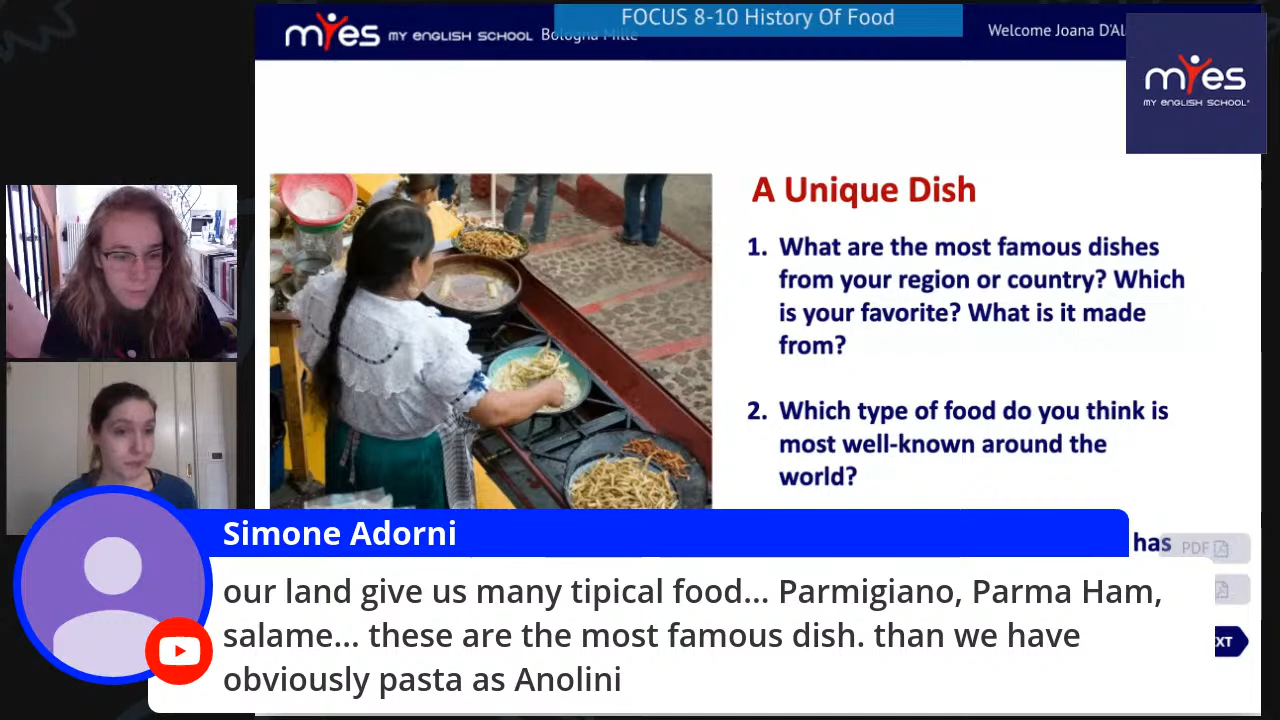 FOCUS 8-10 History Of Food
myes MY ENGLISH SCHOOL Bologna Mille
Welcome Joana D'Al
myes
MY ENGLISH SCHOOL
A Unique Dish
1. What are the most famous dishes
from your region or country? Which
is your favorite? What is it made
from?
2. Which type of food do you think is
most well-known around the
world?
has
PDF
XT
Simone Adorni
our land give us many tipical food... Parmigiano, Parma Ham,
salame... these are the most famous dish. than we have
obviously pasta as Anolini